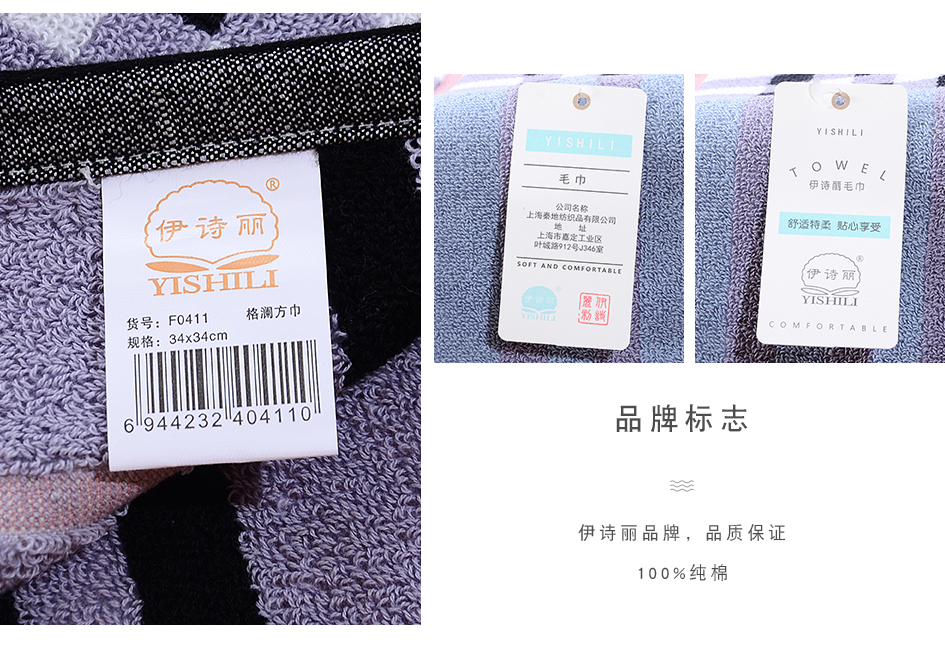 伊诗丽®
YISHILI
货号：F0411 格澜方巾
规格：34x34cm
6 944232 404110
YISHILI
毛巾
公司名称
上海秦地纺织品有限公司
地 址
上海市嘉定工业区
叶城路912号J346室
SOFT AND COMFORTABLE
伊诗丽
YISHILI
YISHILI
TOWEL
伊诗丽毛巾
舒适特柔 贴心享受
伊诗丽®
YISHILI
COMFORTABLE
品牌标志
伊诗丽品牌，品质保证
100%纯棉